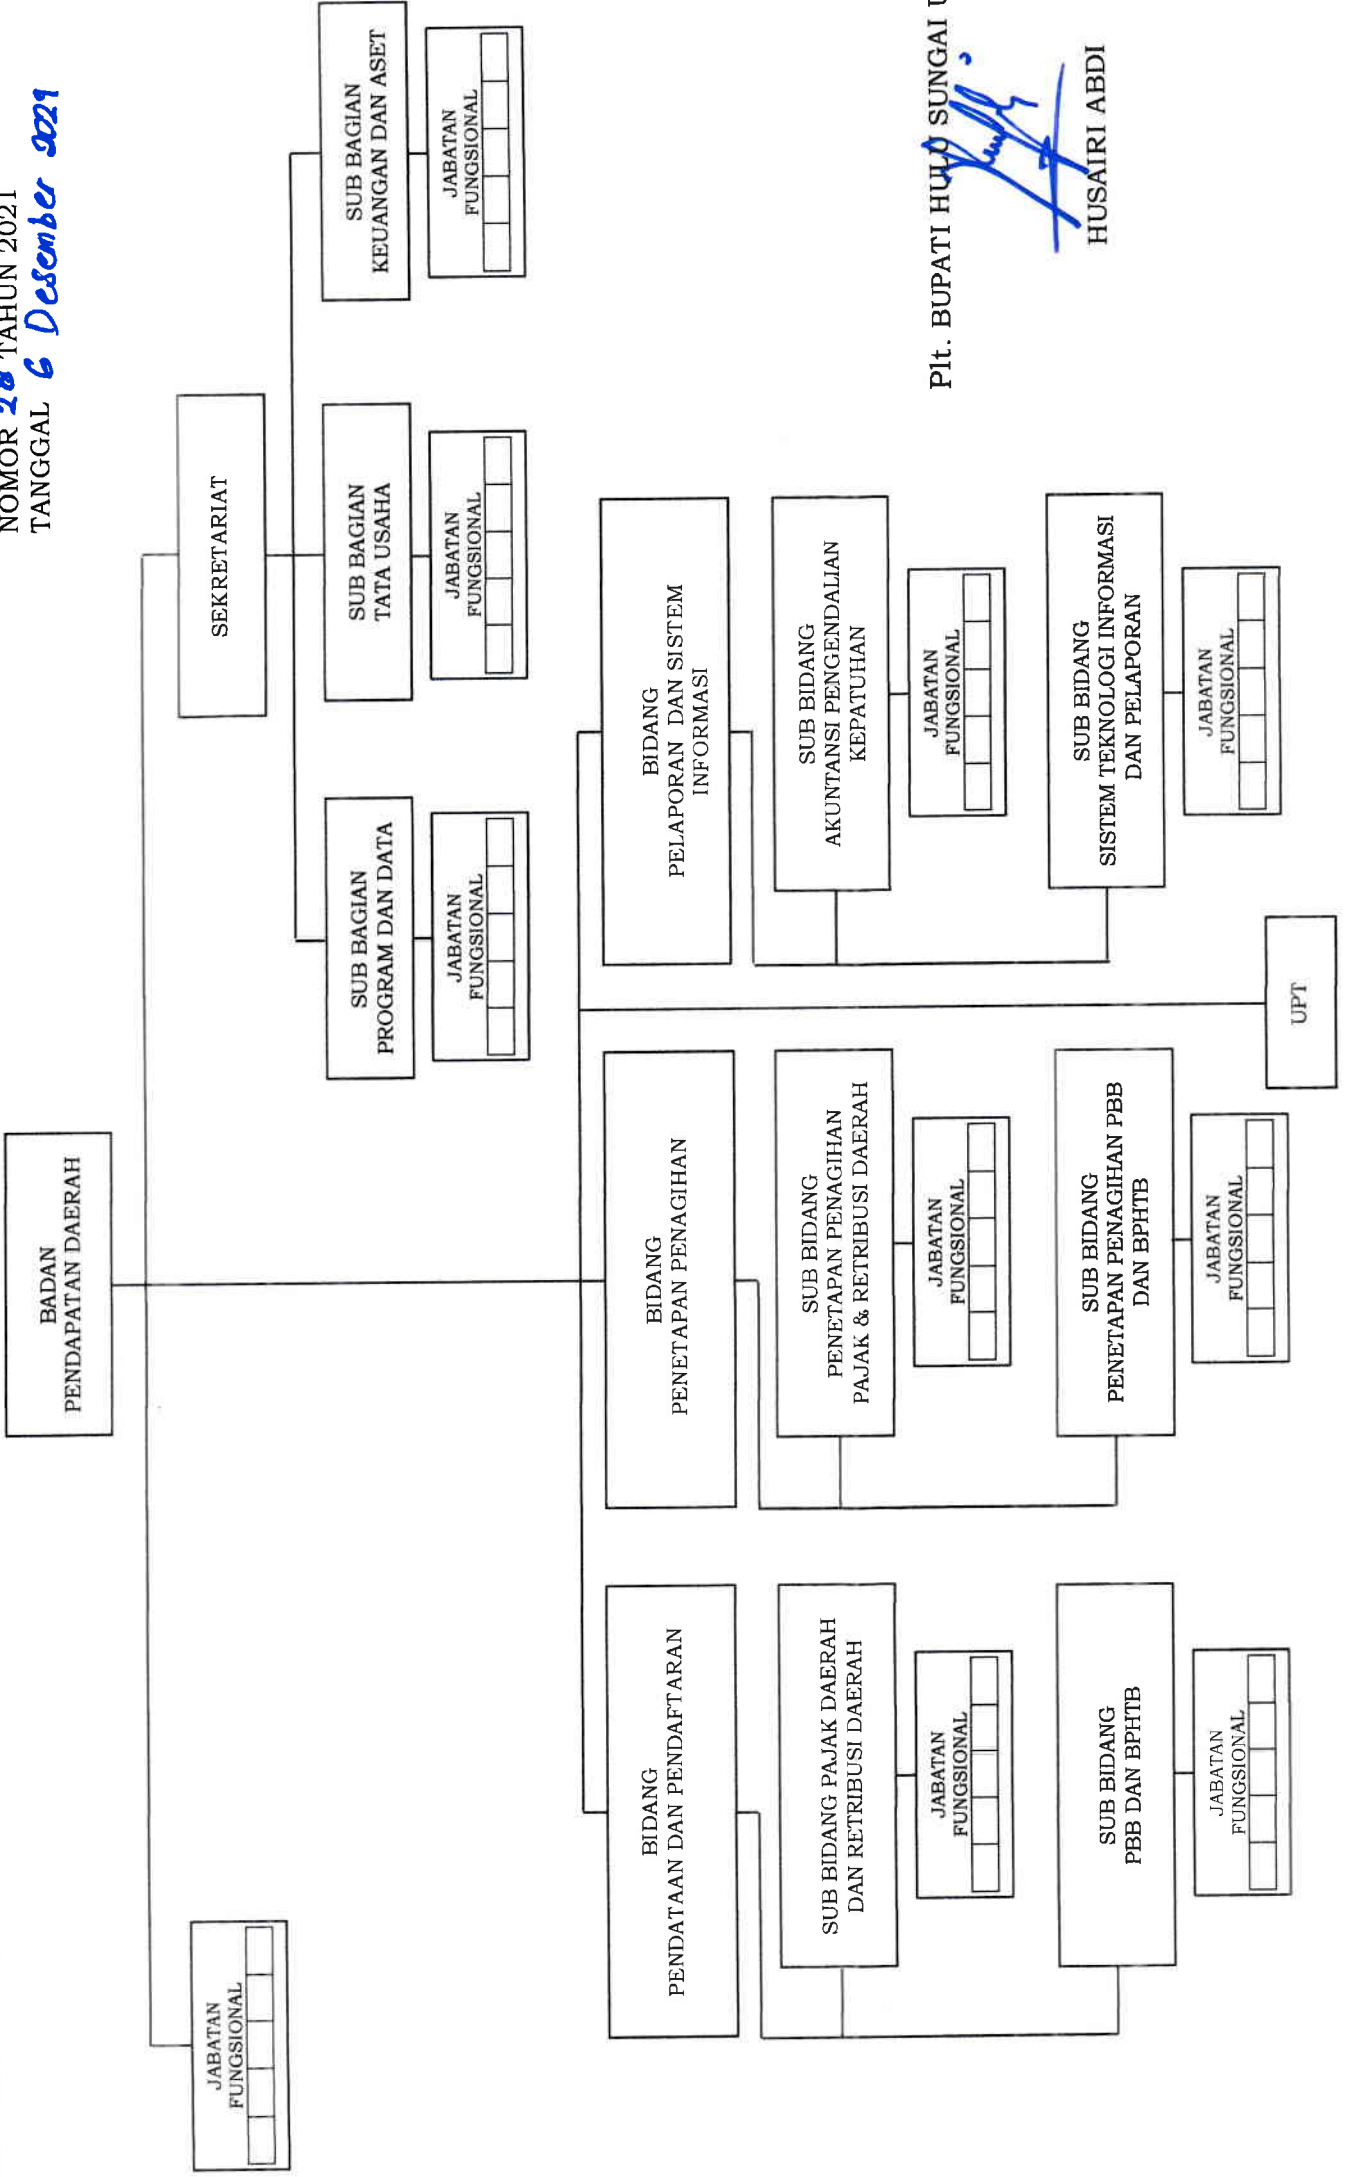 NOMOR 28 TAHUN 2021
TANGGAL 6 Desember 2021
BADAN
PENDAPATAN DAERAH
JABATAN
FUNGSIONAL
SEKRETARIAT
SUB BAGIAN
PROGRAM DAN DATA
JABATAN
FUNGSIONAL
SUB BAGIAN
TATA USAHA
JABATAN
FUNGSIONAL
SUB BAGIAN
KEUANGAN DAN ASET
JABATAN
FUNGSIONAL
BIDANG
PENDATAAN DAN PENDAFTARAN
SUB BIDANG PAJAK DAERAH
DAN RETRIBUSI DAERAH
JABATAN
FUNGSIONAL
SUB BIDANG
PBB DAN BPHTB
JABATAN
FUNGSIONAL
BIDANG
PENETAPAN PENAGIHAN
SUB BIDANG
PENETAPAN PENAGIHAN
PAJAK & RETRIBUSI DAERAH
JABATAN
FUNGSIONAL
SUB BIDANG
PENETAPAN PENAGIHAN PBB
DAN BPHTB
JABATAN
FUNGSIONAL
BIDANG
PELAPORAN DAN SISTEM
INFORMASI
SUB BIDANG
AKUNTANSI PENGENDALIAN
KEPATUHAN
JABATAN
FUNGSIONAL
SUB BIDANG
SISTEM TEKNOLOGI INFORMASI
DAN PELAPORAN
JABATAN
FUNGSIONAL
UPT
Plt. BUPATI HULU SUNGAI
HUSAIRI ABDI